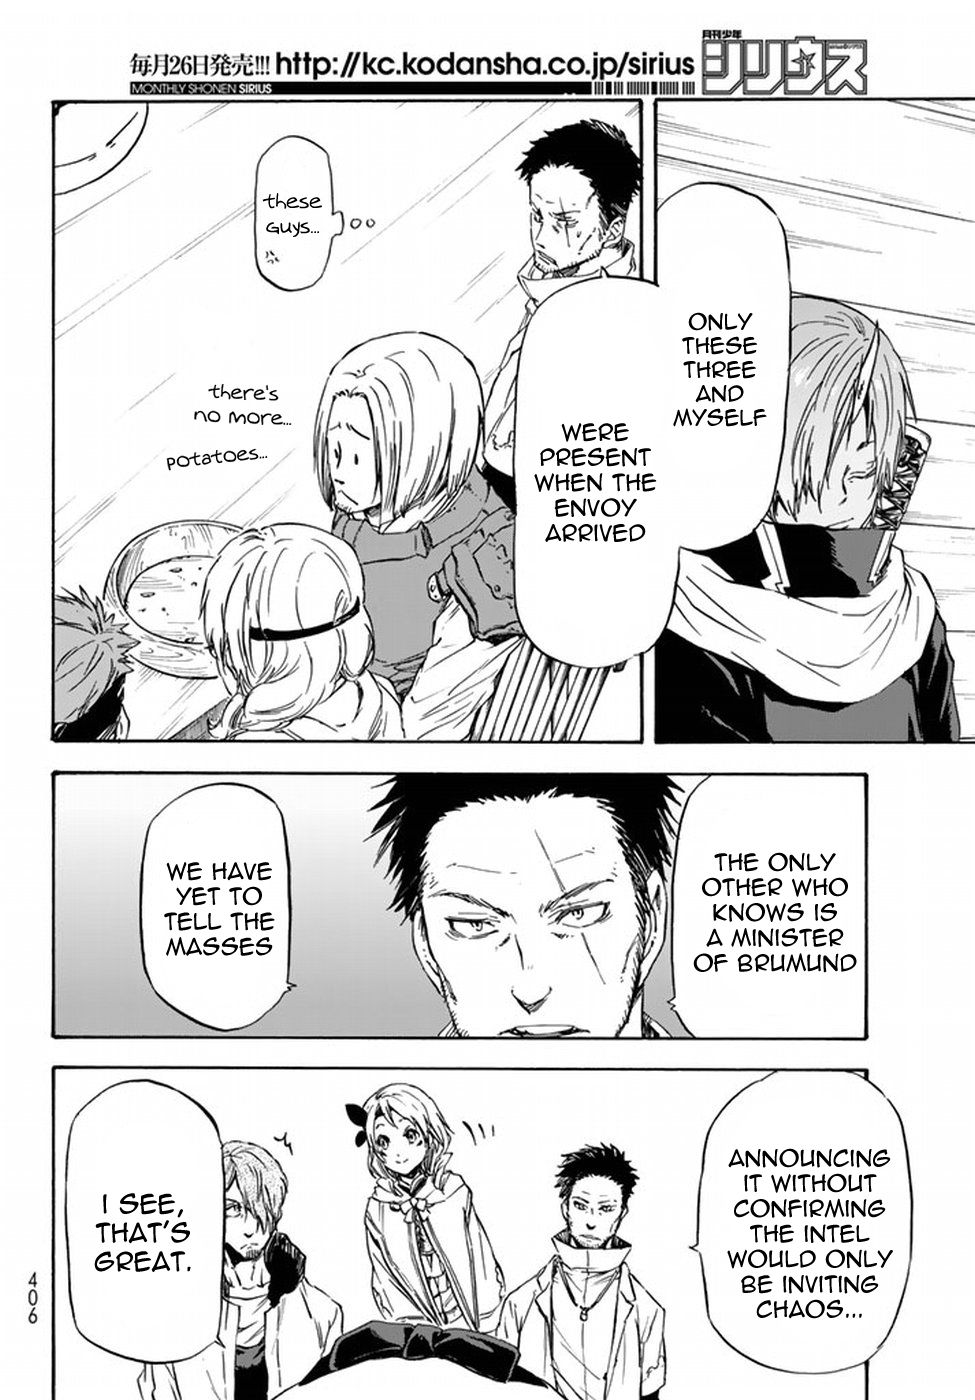 毎月26日発売!!! http://kc.kodansha.co.jp/sirius
MONTHLY SHONEN SIRIUS
月刊少年
シリウス
ONLY
THESE
THREE
AND
MYSELF
WERE
PRESENT
WHEN THE
ENVOY
ARRIVED
these
guys...
there's
no more...
potatoes...
THE ONLY
OTHER WHO
KNOWS IS
A MINISTER
OF BRUMUND
WE HAVE
YET TO
TELL THE
MASSES
ANNOUNCING
IT WITHOUT
CONFIRMING
THE INTEL
WOULD ONLY
BE INVITING
CHAOS...
I SEE,
THAT'S
GREAT.
406